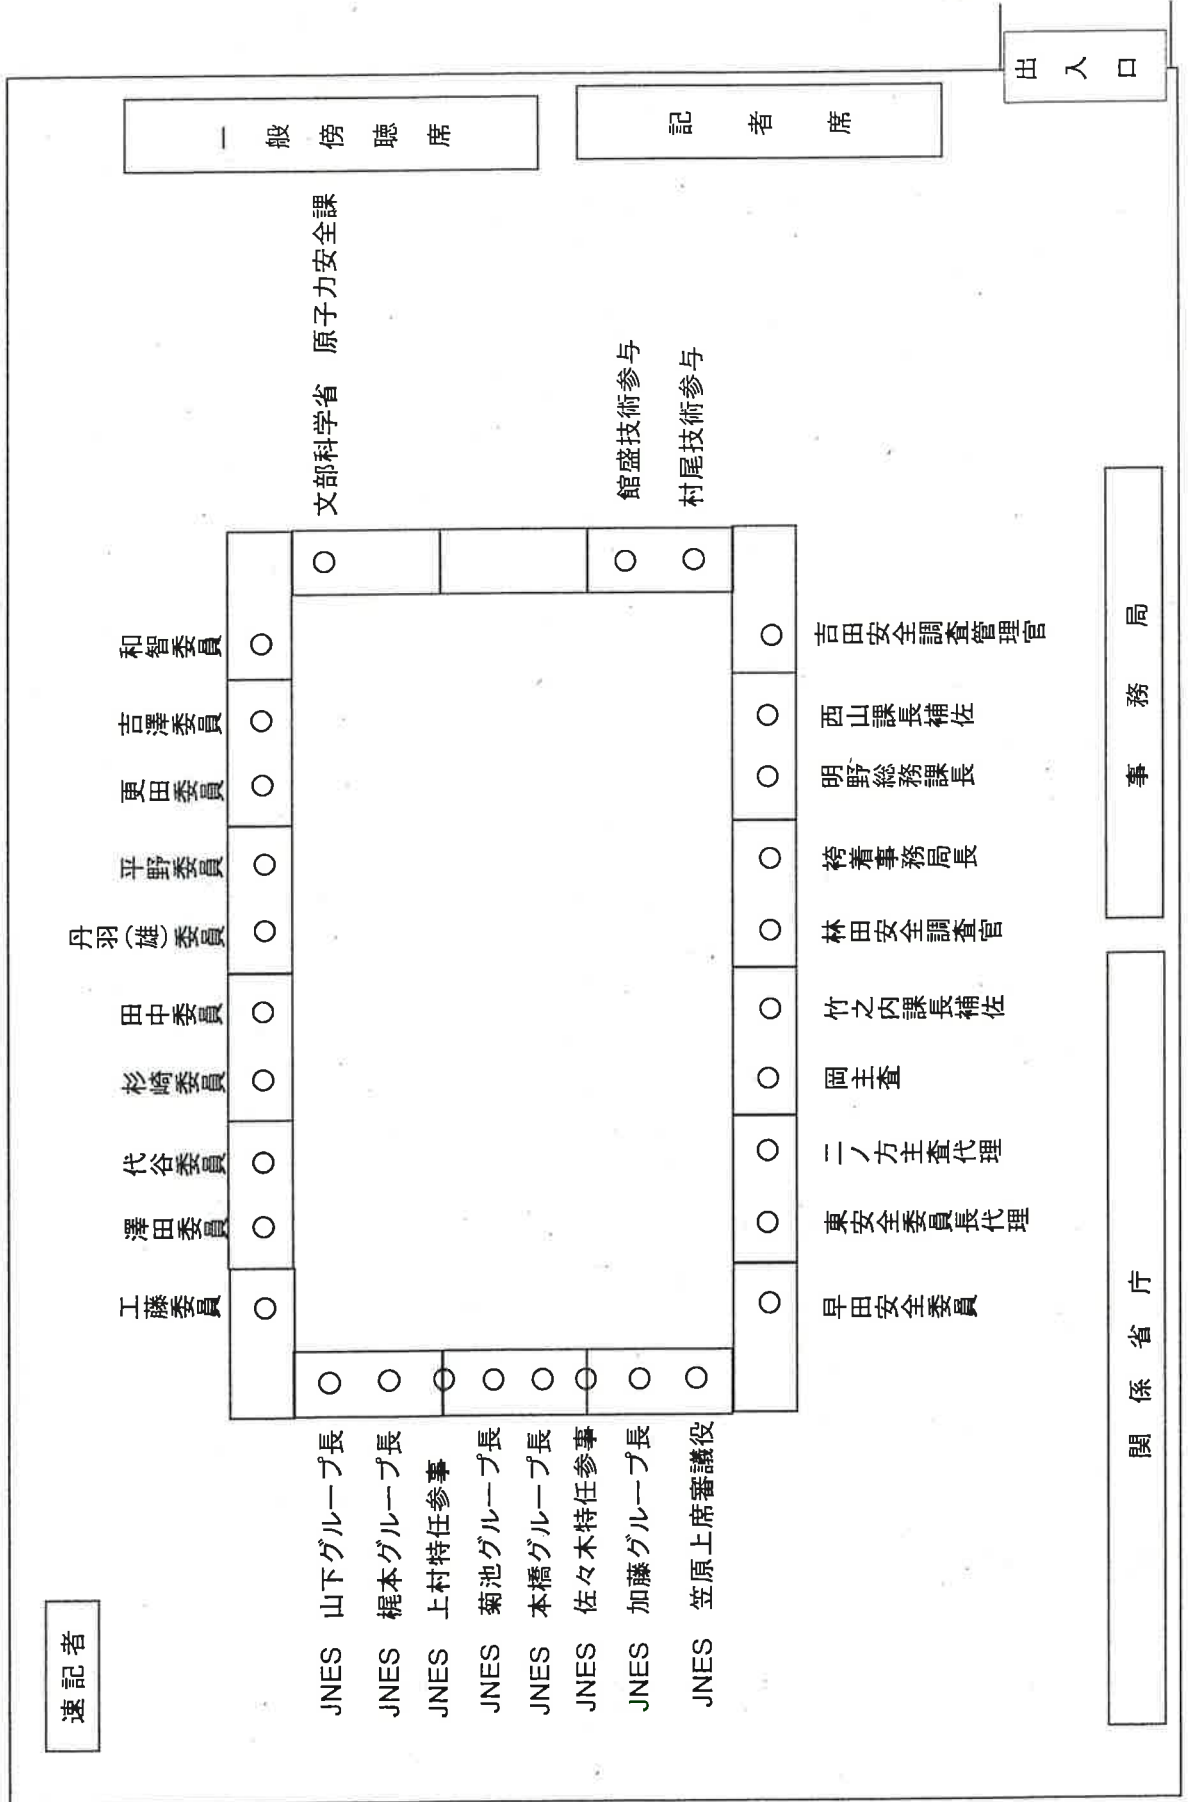 出入口
一般傍聴席
記者席
文部科学省 原子力安全課
館盛技術参与
村尾技術参与
和智委員
吉澤委員
更田委員
平野委員
丹羽(雄)委員
田中委員
杉崎委員
代谷委員
澤田委員
工藤委員
吉田安全調査管理官
西山課長補佐
明野総務課長
袴着事務局長
林田安全調査官
竹之内課長補佐
岡主査
二ノ方主査代理
東安全委員長代理
早田安全委員
JNES 山下グループ長
JNES 梶本グループ長
JNES 上村特任参事
JNES 菊池グループ長
JNES 本橋グループ長
JNES 佐々木特任参事
JNES 加藤グループ長
JNES 笠原上席審議役
事務局
関係省庁
速記者